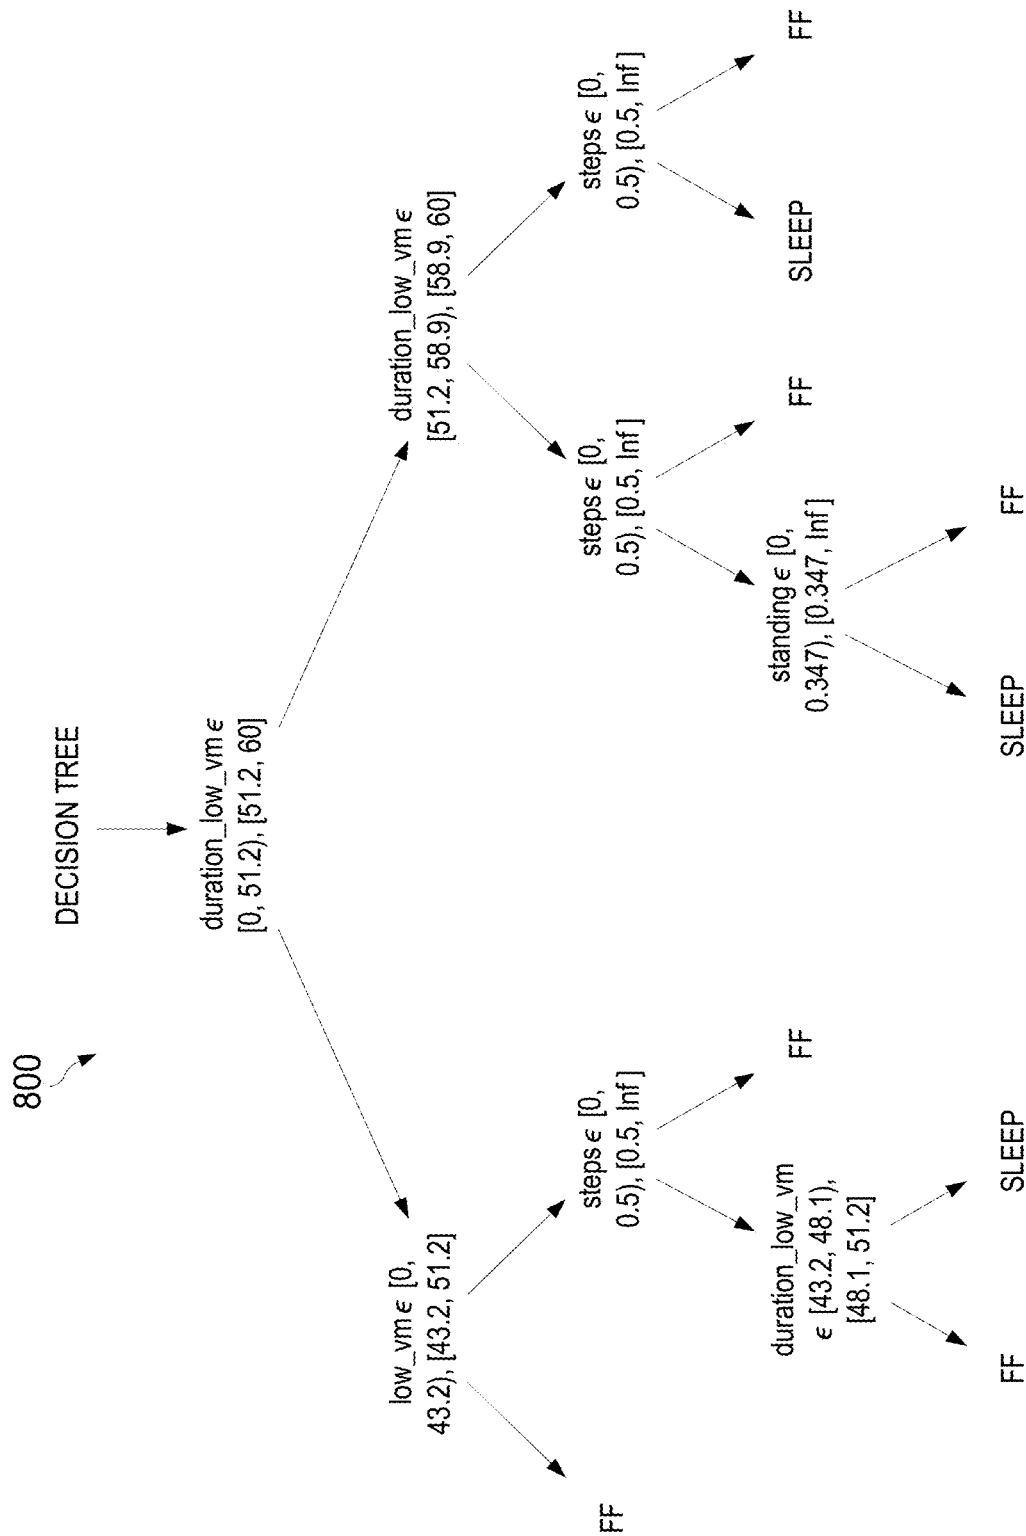 800
DECISION TREE
duration_low_vm ϵ
[0, 51.2), [51.2, 60]
low_vm ϵ [0,
43.2), [43.2, 51.2]
duration_low_vm ϵ
[51.2, 58.9), [58.9, 60]
FF
steps ϵ [0,
0.5), [0.5, Inf]
steps ϵ [0,
0.5), [0.5, Inf]
steps ϵ [0,
0.5), [0.5, Inf]
duration_low_vm
ϵ [43.2, 48.1),
[48.1, 51.2]
FF
standing ϵ [0,
0.347), [0.347, Inf]
FF
SLEEP
FF
FF
SLEEP
SLEEP
FF